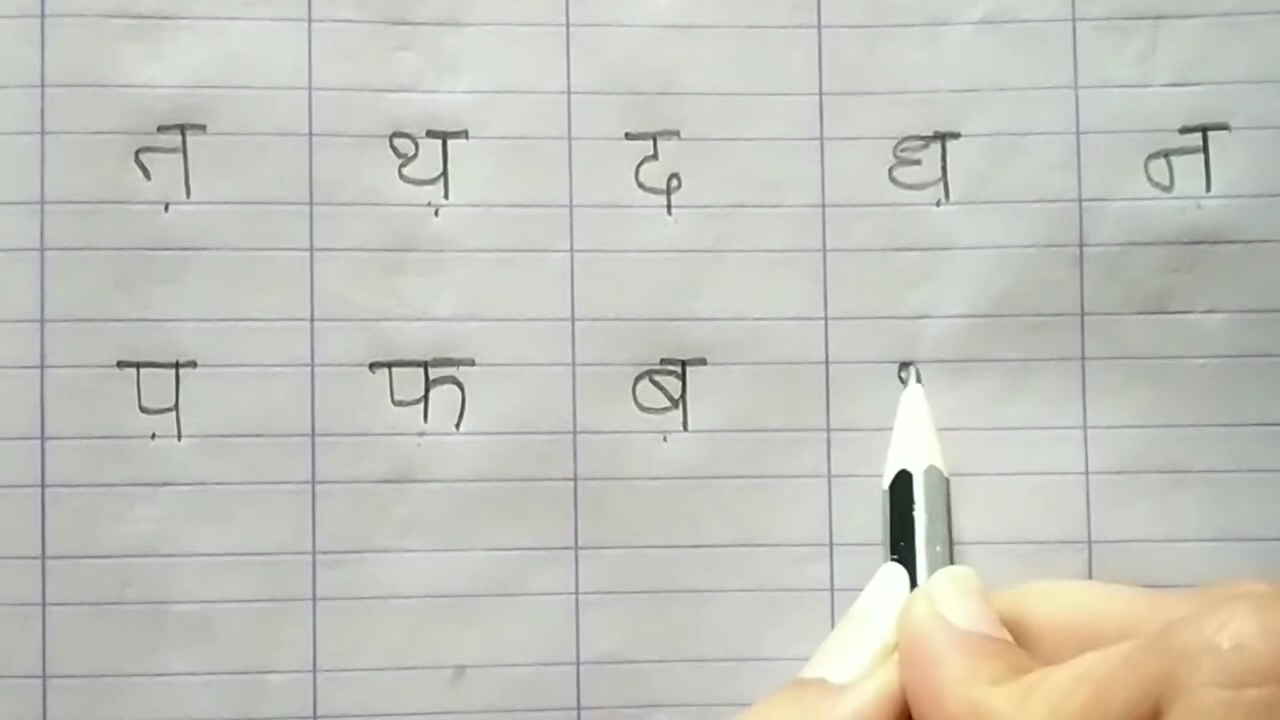 त थ द ध न
प फ ब